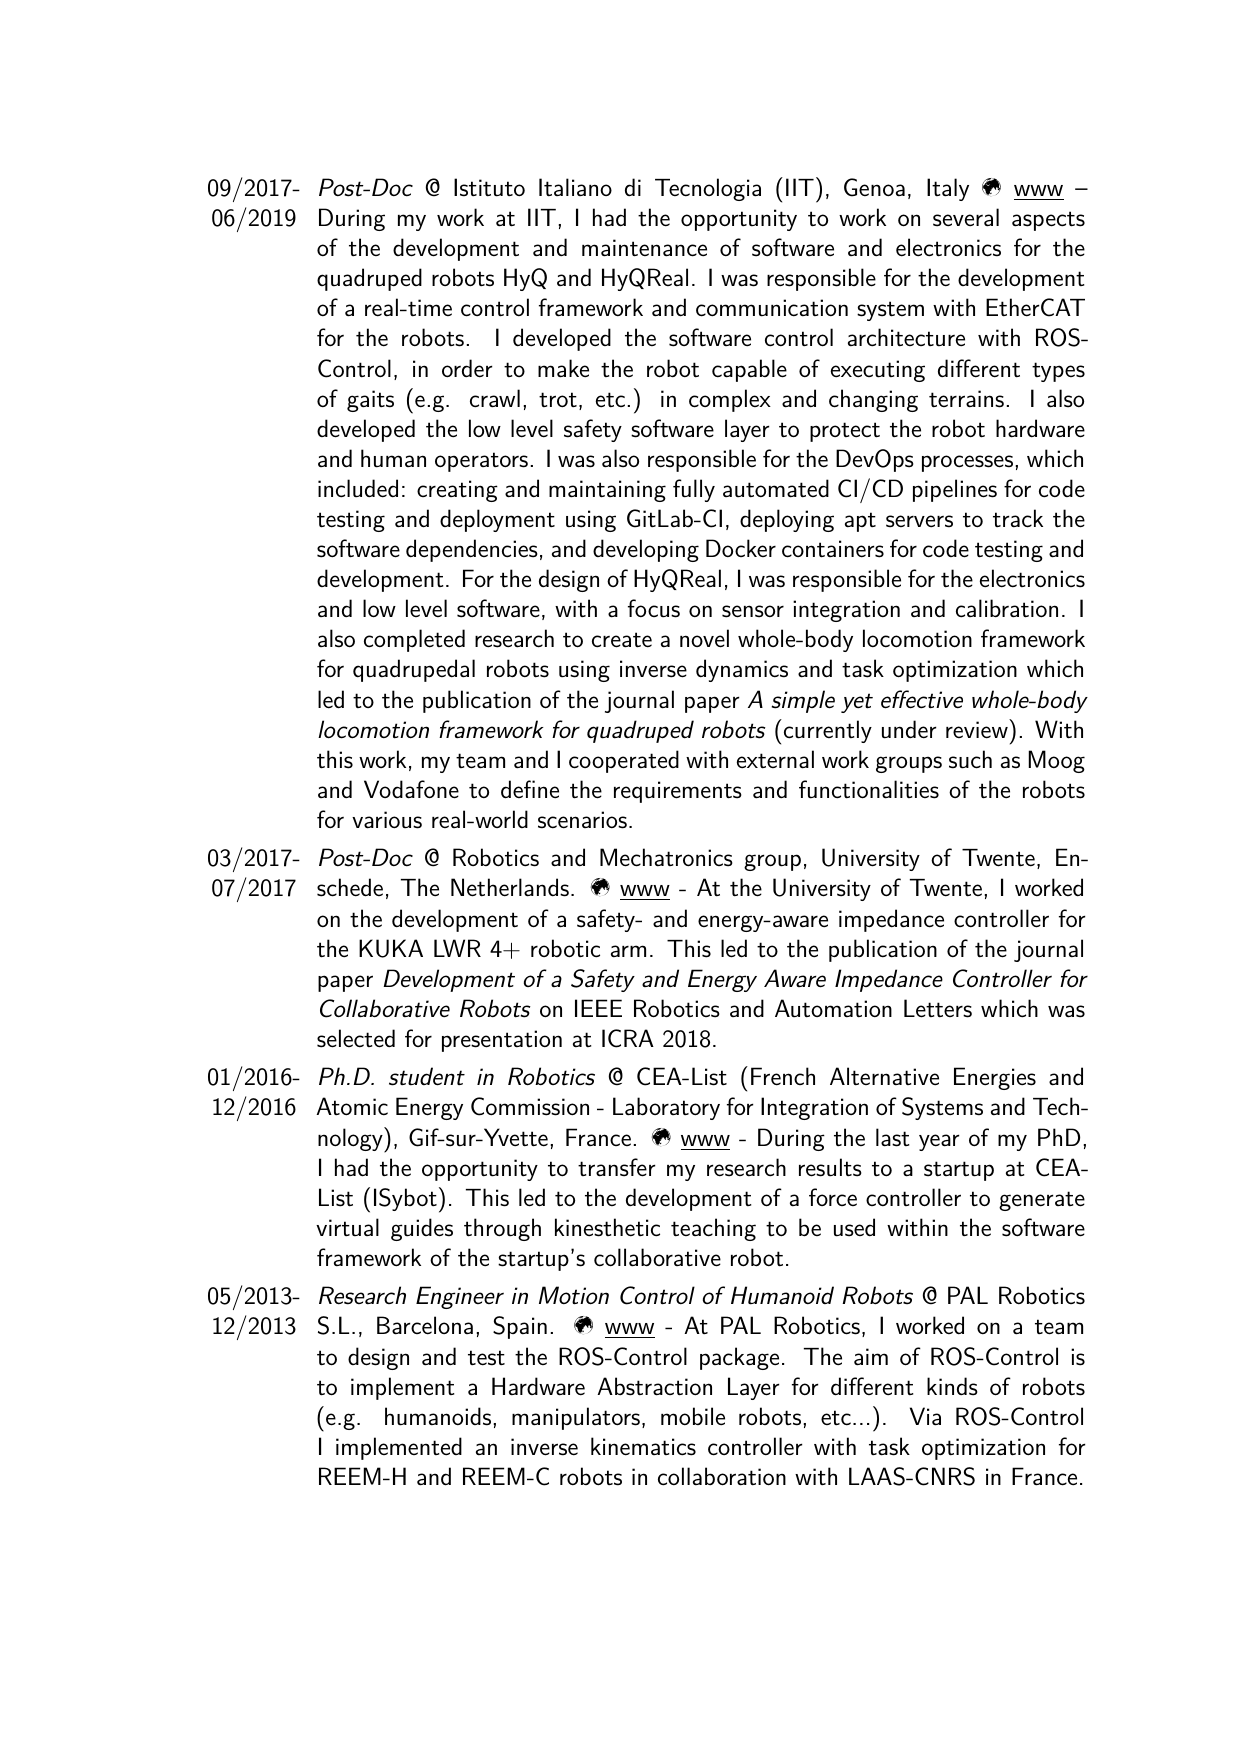 09/2017- Post-Doc @ Istituto Italiano di Tecnologia (IIT), Genoa, Italy www –
06/2019 During my work at IIT, I had the opportunity to work on several aspects
of the development and maintenance of software and electronics for the
quadruped robots HyQ and HyQReal. I was responsible for the development
of a real-time control framework and communication system with EtherCAT
for the robots. I developed the software control architecture with ROS-
Control, in order to make the robot capable of executing different types
of gaits (e.g. crawl, trot, etc.) in complex and changing terrains. I also
developed the low level safety software layer to protect the robot hardware
and human operators. I was also responsible for the DevOps processes, which
included: creating and maintaining fully automated CI/CD pipelines for code
testing and deployment using GitLab-CI, deploying apt servers to track the
software dependencies, and developing Docker containers for code testing and
development. For the design of HyQReal, I was responsible for the electronics
and low level software, with a focus on sensor integration and calibration. I
also completed research to create a novel whole-body locomotion framework
for quadrupedal robots using inverse dynamics and task optimization which
led to the publication of the journal paper A simple yet effective whole-body
locomotion framework for quadruped robots (currently under review). With
this work, my team and I cooperated with external work groups such as Moog
and Vodafone to define the requirements and functionalities of the robots
for various real-world scenarios.
03/2017- Post-Doc @ Robotics and Mechatronics group, University of Twente, En-
07/2017 schede, The Netherlands. www - At the University of Twente, I worked
on the development of a safety- and energy-aware impedance controller for
the KUKA LWR 4+ robotic arm. This led to the publication of the journal
paper Development of a Safety and Energy Aware Impedance Controller for
Collaborative Robots on IEEE Robotics and Automation Letters which was
selected for presentation at ICRA 2018.
01/2016- Ph.D. student in Robotics @ CEA-List (French Alternative Energies and
12/2016 Atomic Energy Commission - Laboratory for Integration of Systems and Tech-
nology), Gif-sur-Yvette, France. www - During the last year of my PhD,
I had the opportunity to transfer my research results to a startup at CEA-
List (ISybot). This led to the development of a force controller to generate
virtual guides through kinesthetic teaching to be used within the software
framework of the startup's collaborative robot.
05/2013- Research Engineer in Motion Control of Humanoid Robots @ PAL Robotics
12/2013 S.L., Barcelona, Spain. www - At PAL Robotics, I worked on a team
to design and test the ROS-Control package. The aim of ROS-Control is
to implement a Hardware Abstraction Layer for different kinds of robots
(e.g. humanoids, manipulators, mobile robots, etc...). Via ROS-Control
I implemented an inverse kinematics controller with task optimization for
REEM-H and REEM-C robots in collaboration with LAAS-CNRS in France.